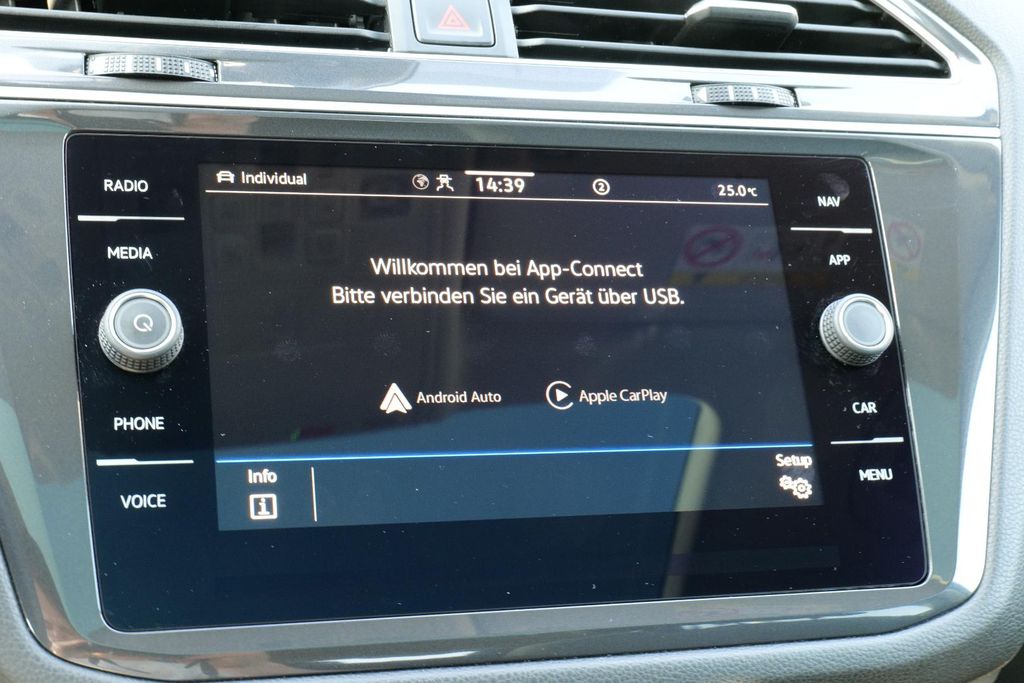 RADIO
MEDIA
PHONE
VOICE
Individual
14:39
2
25.0°C
Willkommen bei App-Connect
Bitte verbinden Sie ein Gerät über USB.
Android Auto
Apple CarPlay
Info
i
Setup
NAV
APP
CAR
MENU